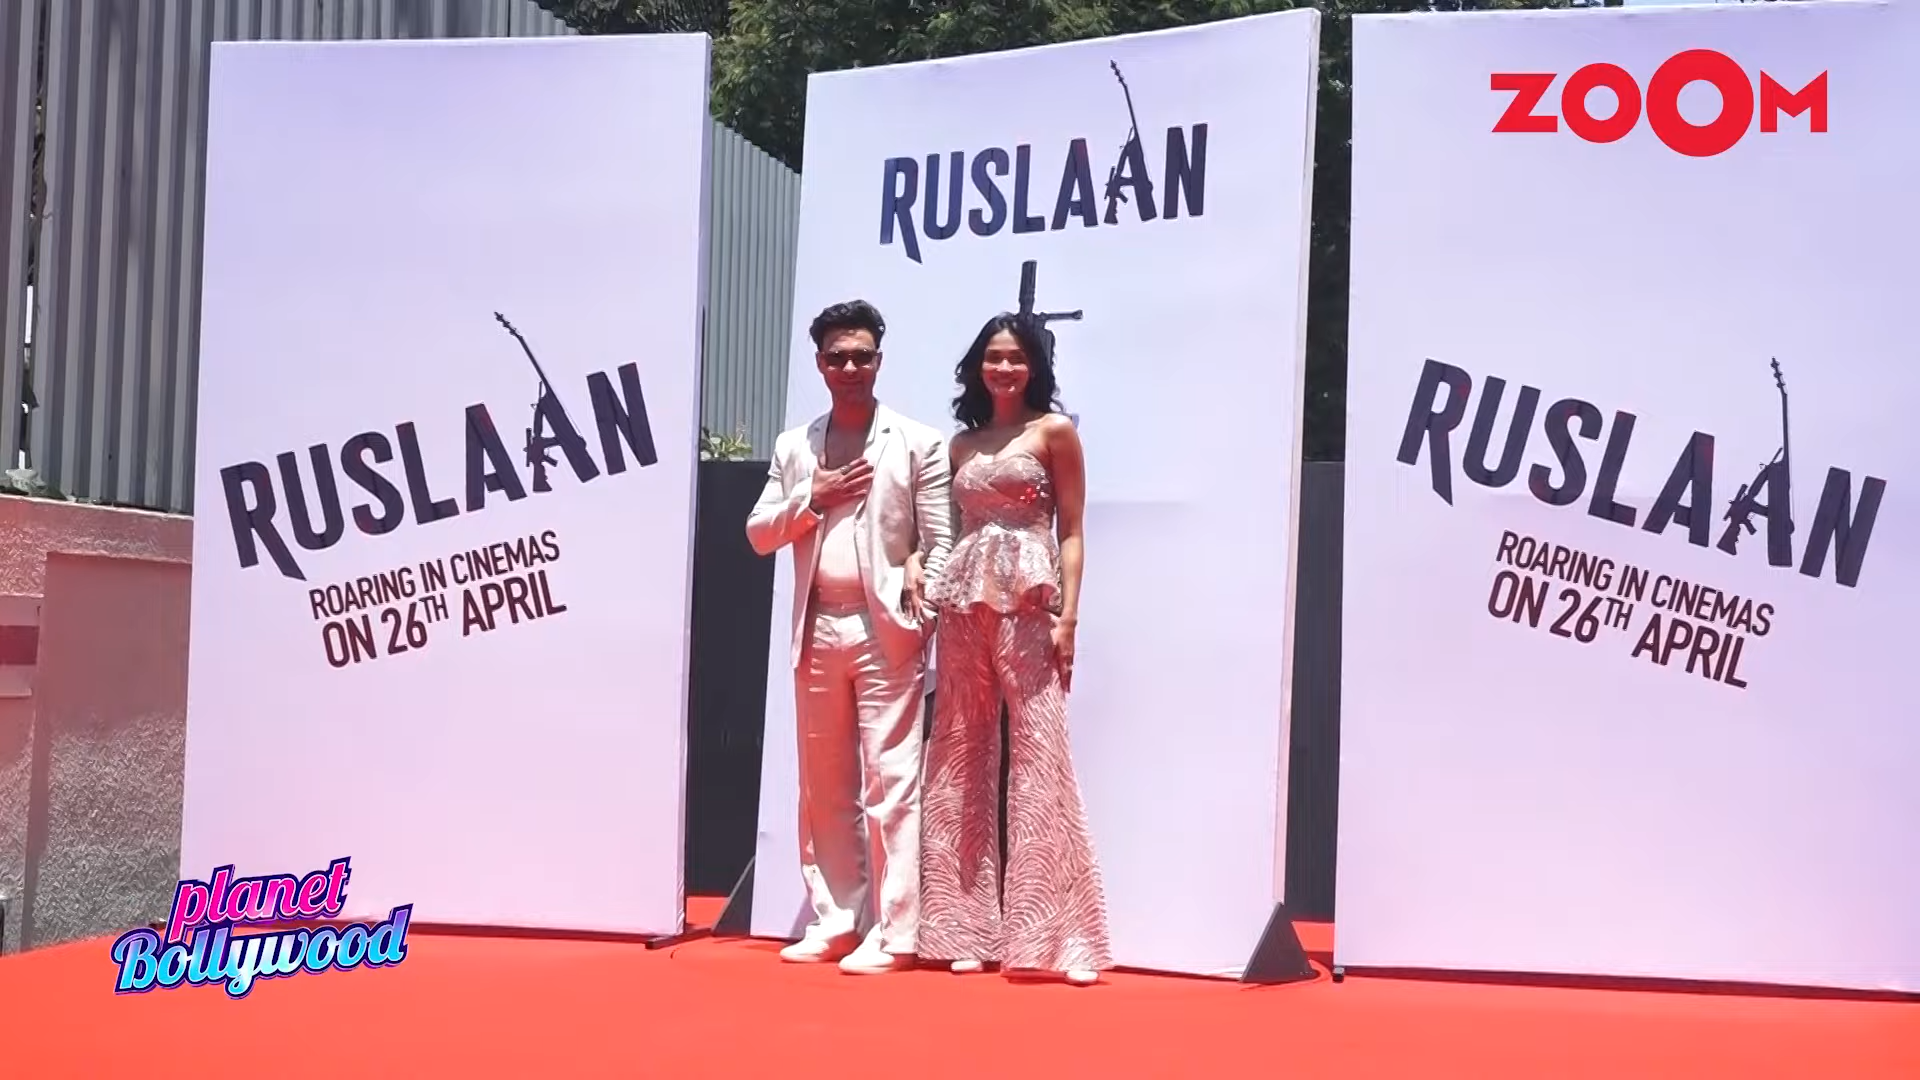 ZOOM
RUSLAAN
RUSLAAN
ROARING IN CINEMAS
ON 26TH APRIL
RUSLAAN
ROARING IN CINEMAS
ON 26TH APRIL
planet
Bollywood